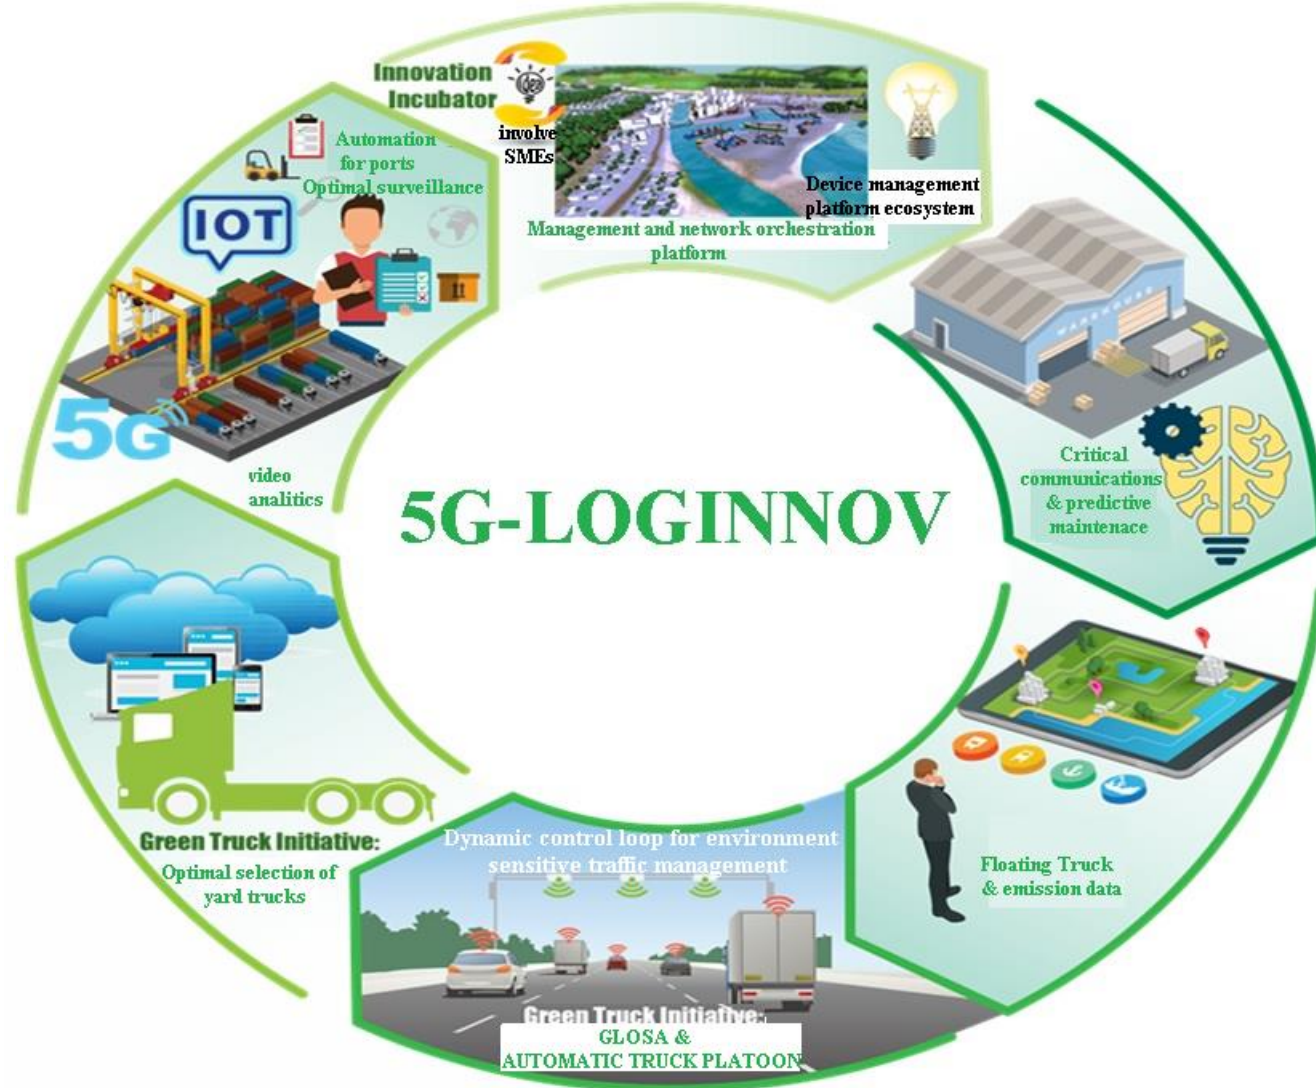 Innovation
Incubator
Idea
involve
SMEs
Device management
platform ecosystem
Management and network orchestration
platform
Automation
for ports
Optimal surveillance
IOT
5G
video
analitics
WAREHOUSE
Critical
communications
& predictive
maintenace
5G-LOGINNOV
Green Truck Initiative:
Optimal selection of
yard trucks
Dynamic control loop for environment
sensitive traffic management
Green Truck Initiative:
GLOSA &
AUTOMATIC TRUCK PLATOON
Floating Truck
& emission data